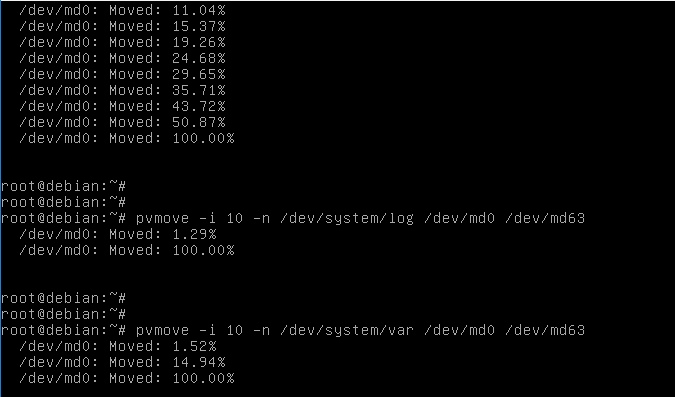 /dev/md0: Moved: 11.04%
/dev/md0: Moved: 15.37%
/dev/md0: Moved: 19.26%
/dev/md0: Moved: 24.68%
/dev/md0: Moved: 29.65%
/dev/md0: Moved: 35.71%
/dev/md0: Moved: 43.72%
/dev/md0: Moved: 50.87%
/dev/md0: Moved: 100.00%
root@debian:~#
root@debian:~#
root@debian:~# pvmove -i 10 -n /dev/system/log /dev/md0 /dev/md63
/dev/md0: Moved: 1.29%
/dev/md0: Moved: 100.00%
root@debian:~#
root@debian:~#
root@debian:~# pvmove -i 10 -n /dev/system/var /dev/md0 /dev/md63
/dev/md0: Moved: 1.52%
/dev/md0: Moved: 14.94%
/dev/md0: Moved: 100.00%